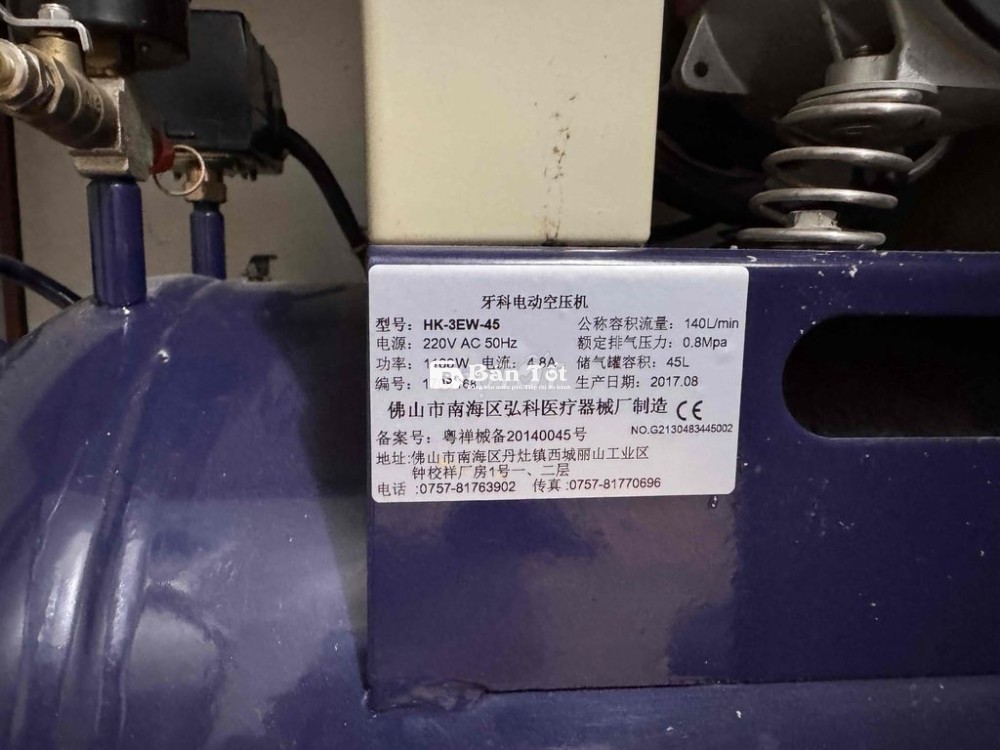 牙科电动空压机
型号： HK-3EW-45 公称容积流量： 140L/min
电源： 220V AC 50Hz 额定排气压力： 0.8Mpa
功率： 电流： 4.8A 储气罐容积： 45L
编号： 生产日期： 2017.08
Bán Tốt
佛山市南海区弘科医疗器械厂制造 CE
备案号：粤禅械备20140045号 NO.G2130483445002
地址:佛山市南海区丹灶镇西城丽山工业区
钟校祥厂房1号一、二层
电话 :0757-81763902 传真 :0757-81770696